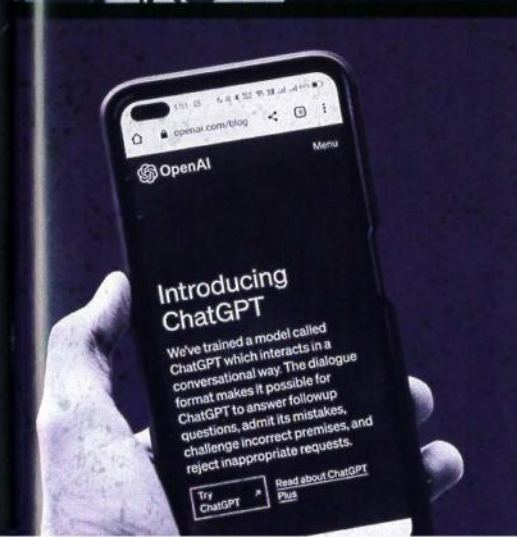 openai.com/blog
OpenAI
Menu
Introducing
ChatGPT
We've trained a model called
ChatGPT which interacts in a
conversational way. The dialogue
format makes it possible for
ChatGPT to answer followup
questions, admit its mistakes,
challenge incorrect premises, and
reject inappropriate requests.
Try
ChatGPT ↗
Read about ChatGPT
Plus